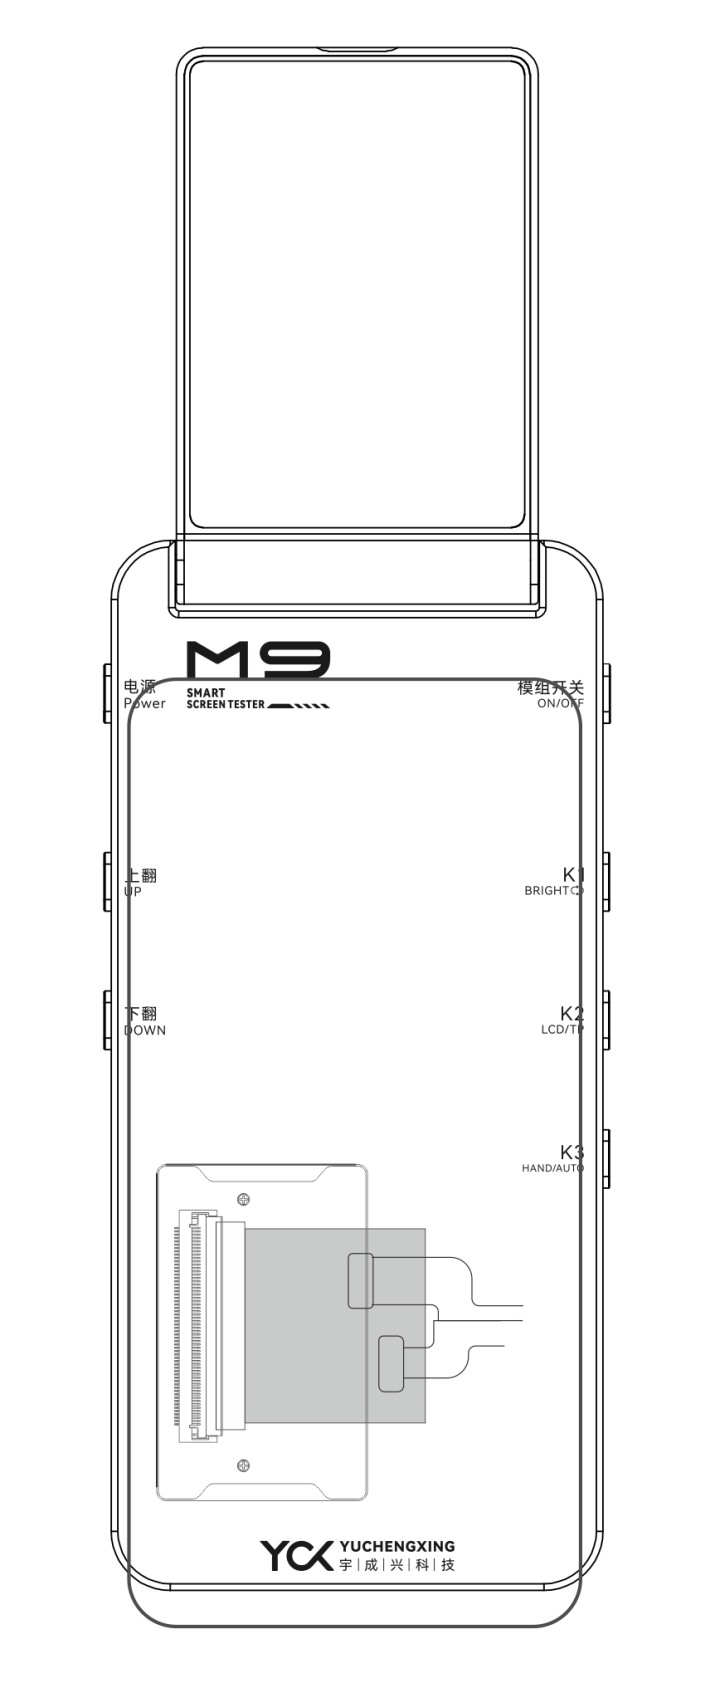 M9
电源
Power
SMART
SCREEN TESTER
模组开关
ON/OFF
上翻
UP
K1
BRIGHT
下翻
DOWN
K2
LCD/TP
K3
HAND/AUTO
YCX YUCHENGXING
宇|成|兴|科|技